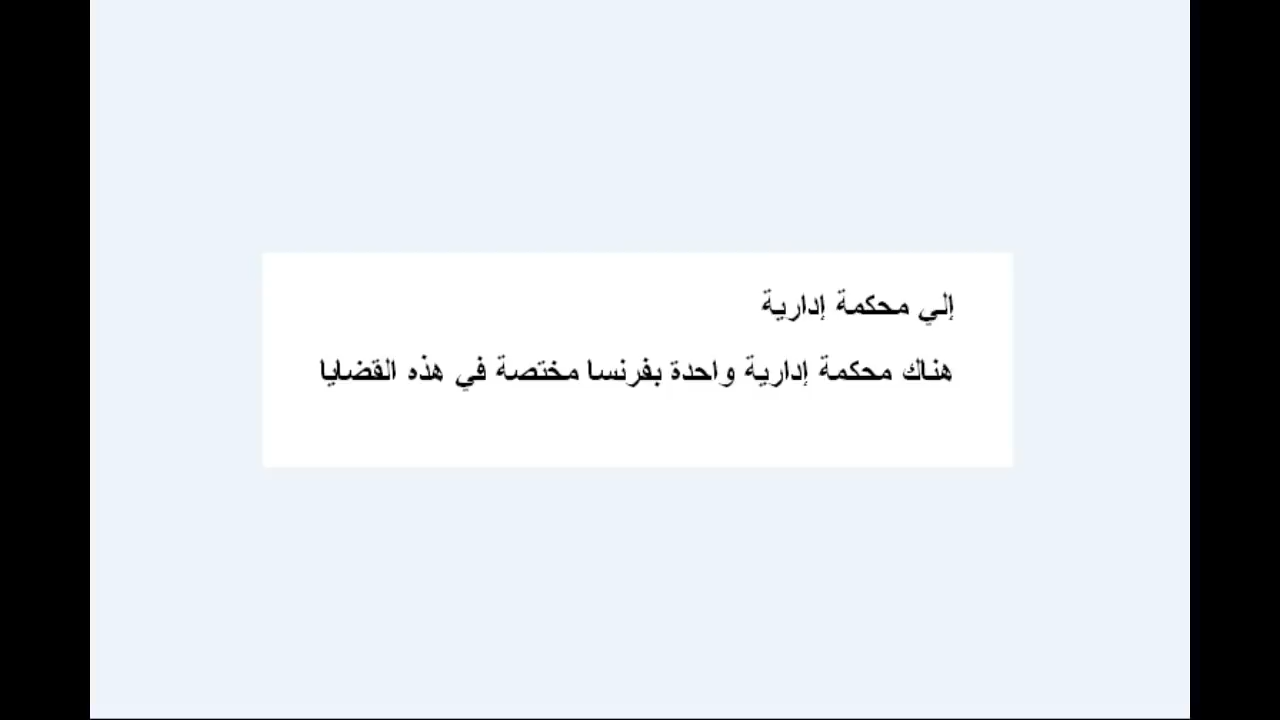 إلي محكمة إدارية
هناك محكمة إدارية واحدة بفرنسا مختصة في هذه القضايا